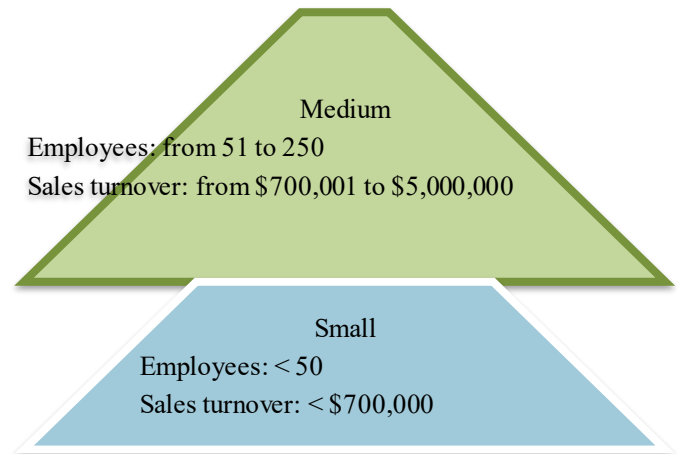 Medium
Employees: from 51 to 250
Sales turnover: from $700,001 to $5,000,000
Small
Employees: < 50
Sales turnover: < $700,000